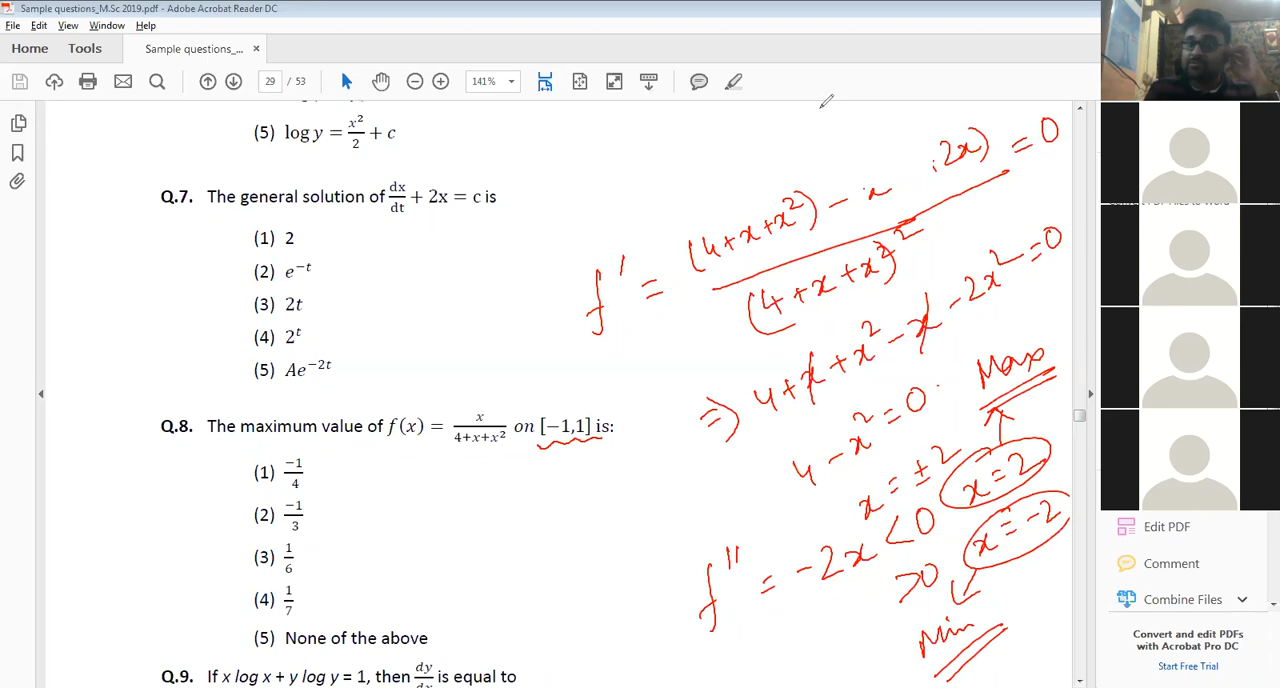 Sample questions_M.Sc 2019.pdf - Adobe Acrobat Reader DC
File Edit View Window Help
Home Tools Sample questions_... ×
29 / 53 141%
(5) log y = x²/2 + c
Q.7. The general solution of dx/dt + 2x = c is
(1) 2
(2) e⁻ᵗ
(3) 2t
(4) 2ᵗ
(5) Ae⁻²ᵗ
Q.8. The maximum value of f(x) = x/(4+x+x²) on [−1,1] is:
(1) −1/4
(2) −1/3
(3) 1/6
(4) 1/7
(5) None of the above
Q.9. If x log x + y log y = 1, then dy/dx is equal to
f' = ((4+x+x²) − x . 2x)/(4+x+x²)² = 0
⇒ 4+x+x²−x−2x²=0
4−x²=0
x=±2
x=2
Max
x=−2
f'' = −2x <0
>0
Min
Edit PDF
Comment
Combine Files
Convert and edit PDFs
with Acrobat Pro DC
Start Free Trial